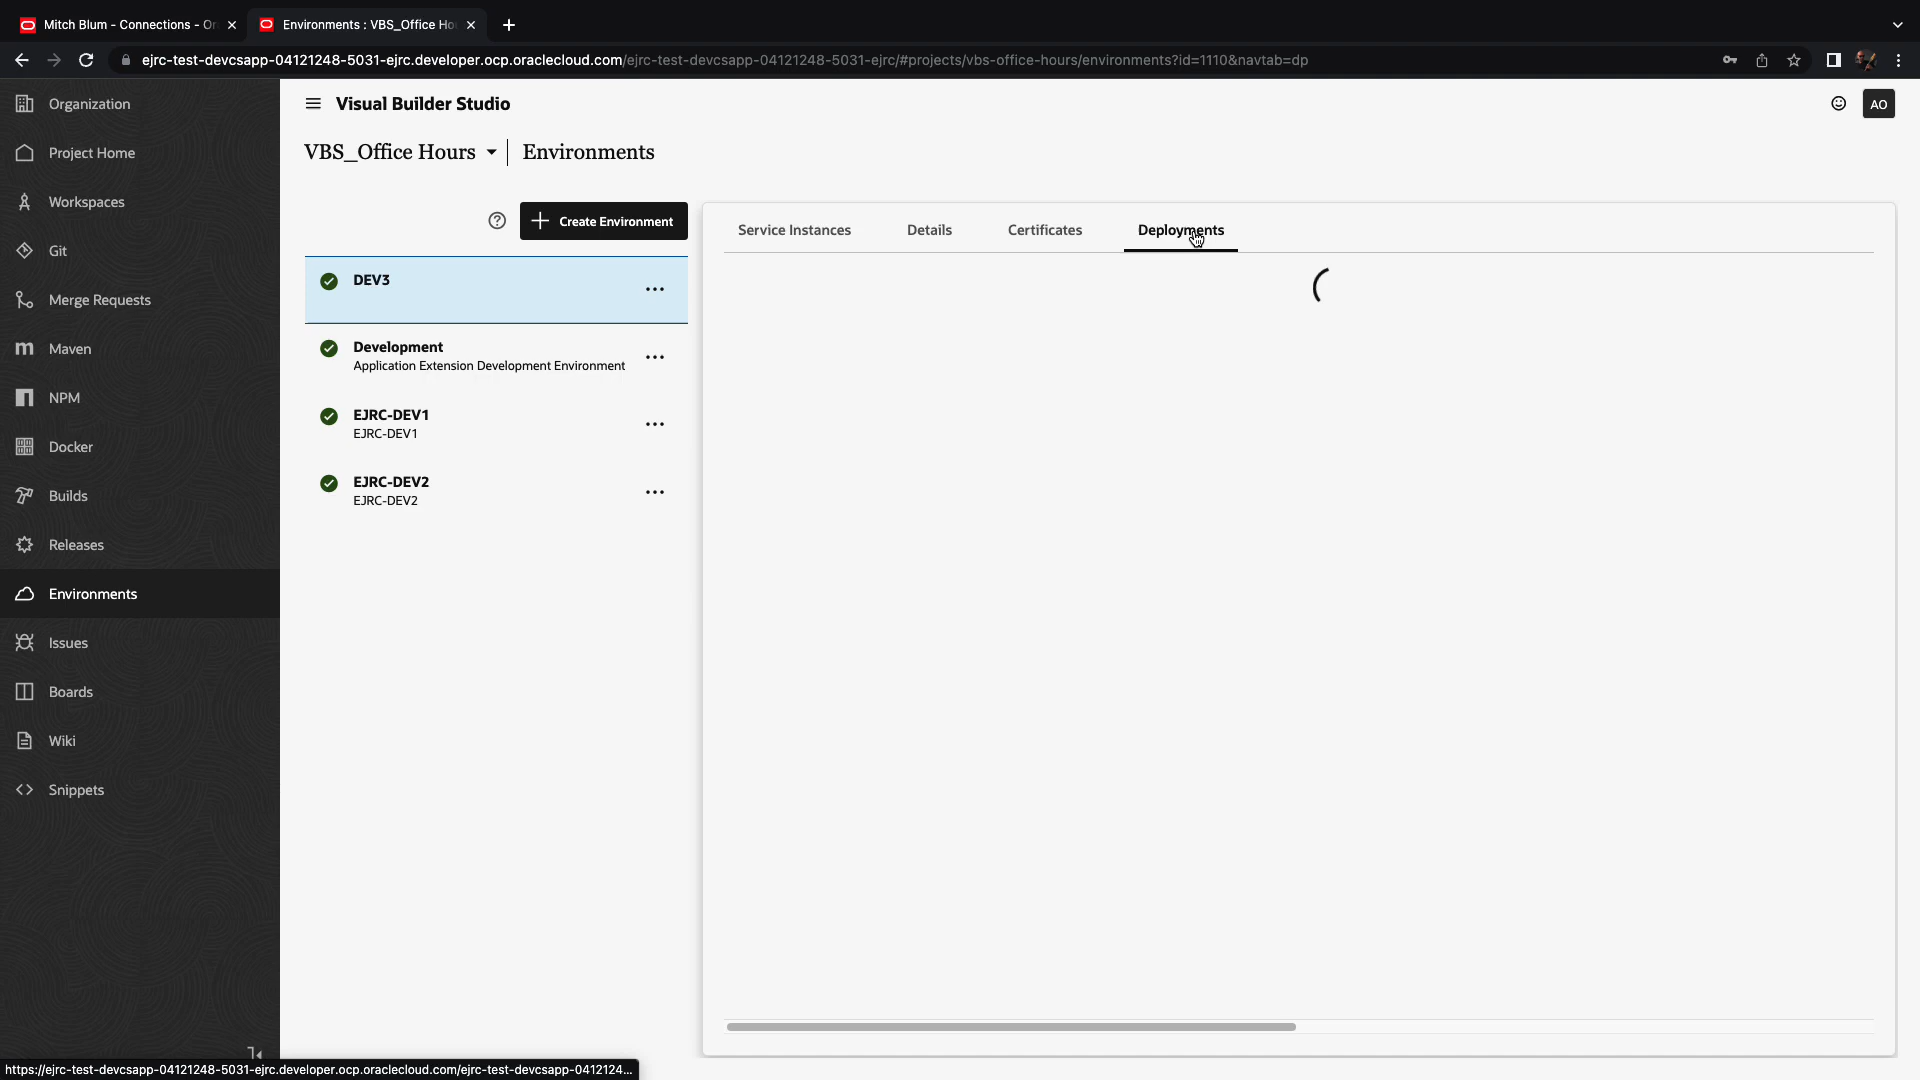 Mitch Blum - Connections - Or
Environments : VBS_Office Hou
ejrc-test-devcsapp-04121248-5031-ejrc.developer.ocp.oraclecloud.com/ejrc-test-devcsapp-04121248-5031-ejrc/#projects/vbs-office-hours/environments?id=1110&navtab=dp
Organization
Project Home
Workspaces
Git
Merge Requests
Maven
NPM
Docker
Builds
Releases
Environments
Issues
Boards
Wiki
Snippets
Visual Builder Studio
AO
VBS_Office Hours
Environments
Create Environment
DEV3
Development
Application Extension Development Environment
EJRC-DEV1
EJRC-DEV1
EJRC-DEV2
EJRC-DEV2
Service Instances
Details
Certificates
Deployments
https://ejrc-test-devcsapp-04121248-5031-ejrc.developer.ocp.oraclecloud.com/ejrc-test-devcsapp-0412124...